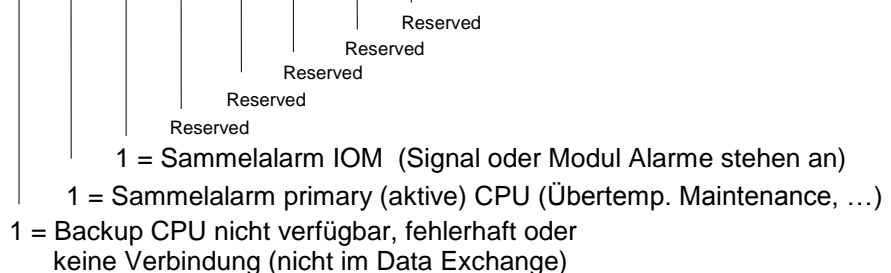 Reserved
Reserved
Reserved
Reserved
Reserved
1 = Sammelalarm IOM (Signal oder Modul Alarme stehen an)
1 = Sammelalarm primary (aktive) CPU (Übertemp. Maintenance, …)
1 = Backup CPU nicht verfügbar, fehlerhaft oder
keine Verbindung (nicht im Data Exchange)